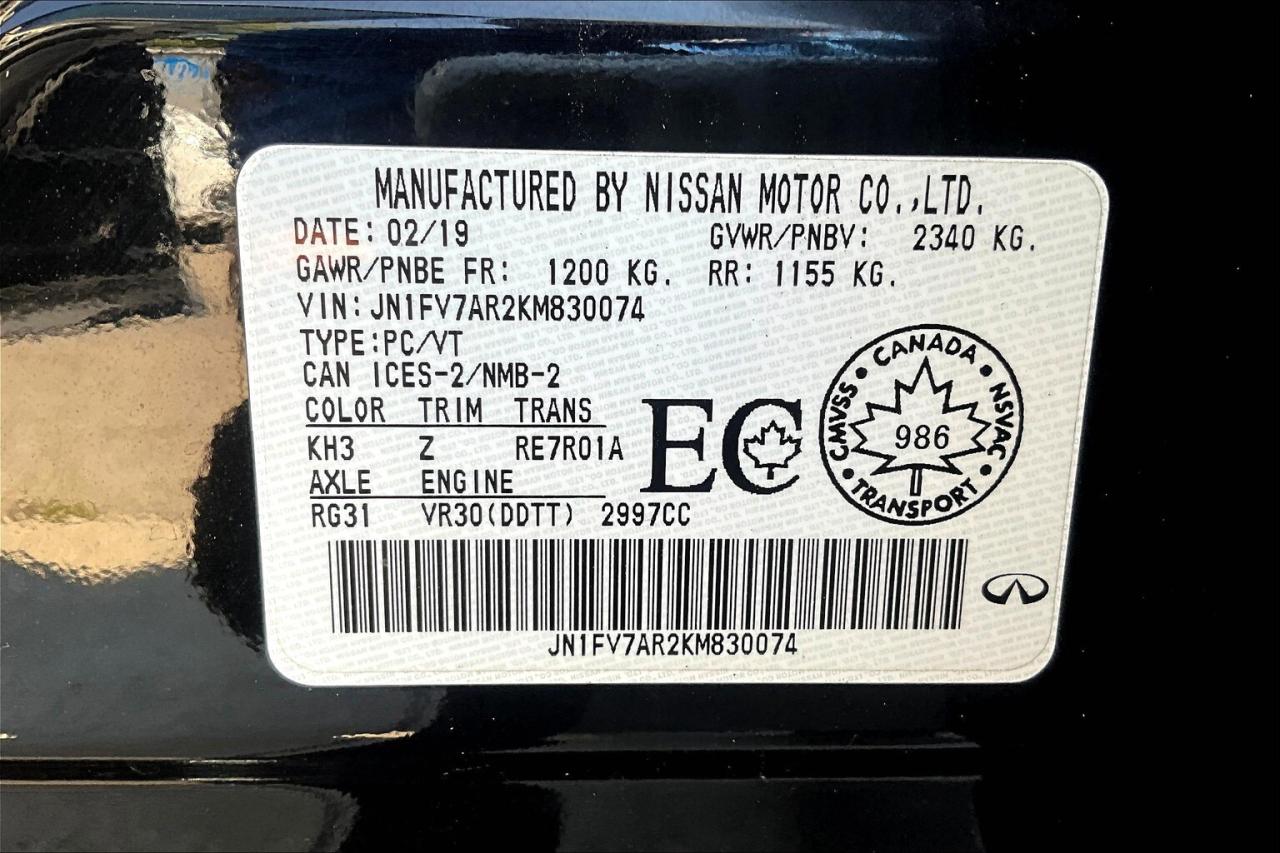 MANUFACTURED BY NISSAN MOTOR CO.,LTD.
DATE: 02/19 GVWR/PNBV: 2340 KG.
GAWR/PNBE FR: 1200 KG. RR: 1155 KG.
VIN: JN1FV7AR2KM830074
TYPE:PC/VT
CAN ICES-2/NMB-2
COLOR TRIM TRANS
KH3 Z RE7R01A
AXLE ENGINE
RG31 VR30(DDTT) 2997CC
EC
CANADA
CMVSS
NSVAC
986
TRANSPORT
JN1FV7AR2KM830074